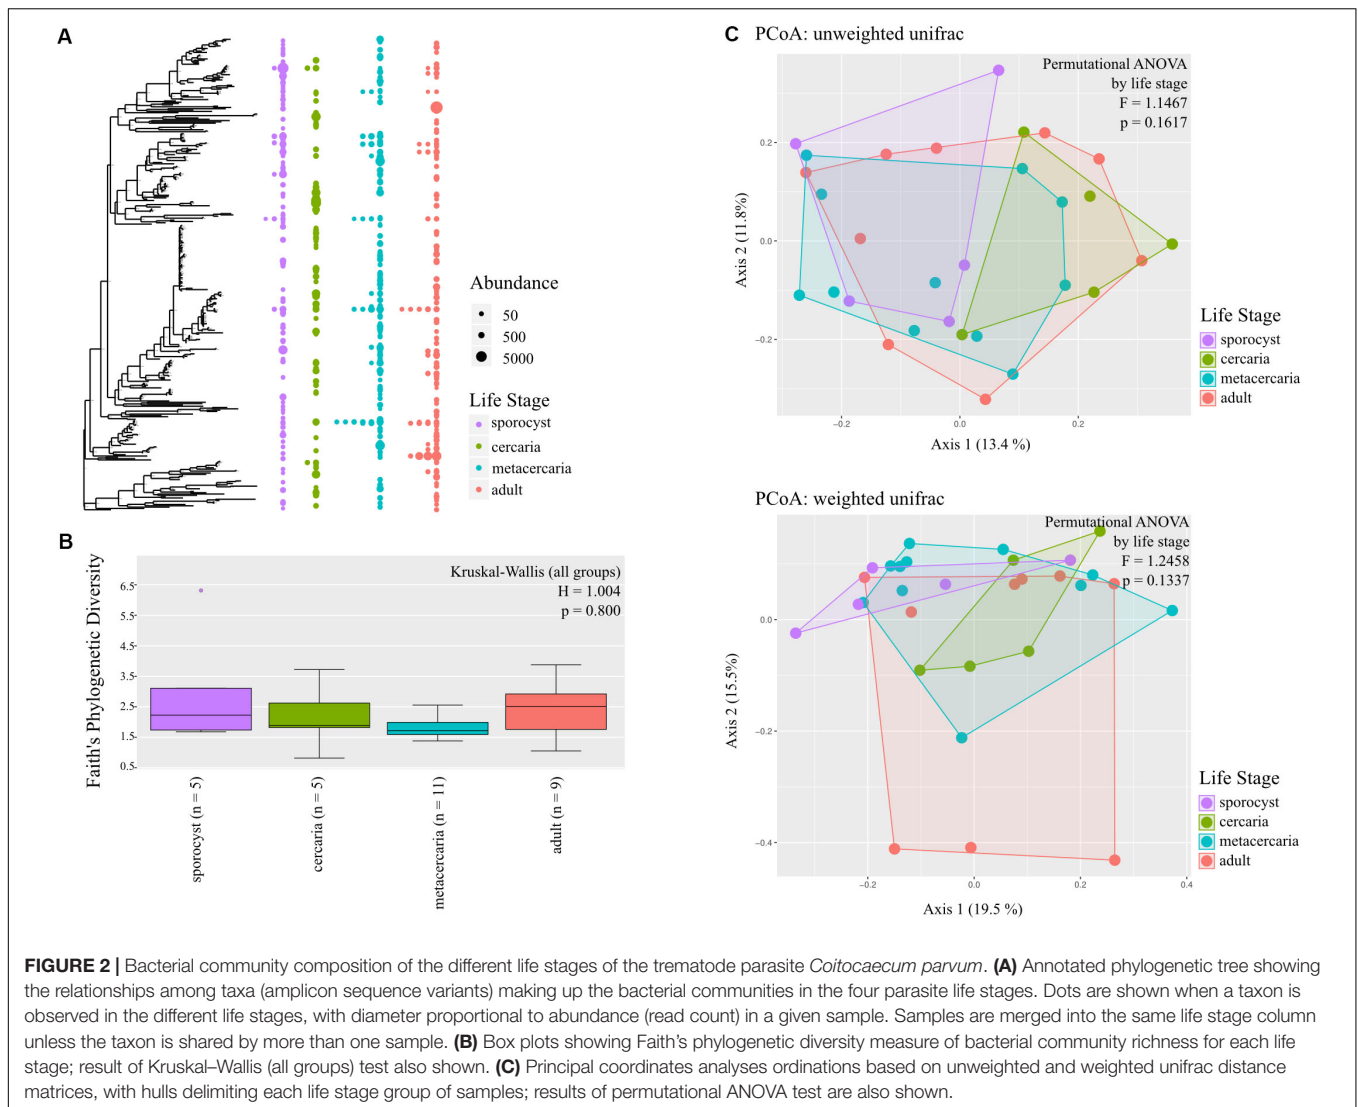 A
Abundance
50
500
5000
Life Stage
sporocyst
cercaria
metacercaria
adult
B
Faith's Phylogenetic Diversity
6.5
5.5
4.5
3.5
2.5
1.5
0.5
Kruskal-Wallis (all groups)
H = 1.004
p = 0.800
sporocyst (n = 5)
cercaria (n = 5)
metacercaria (n = 11)
adult (n = 9)
C PCoA: unweighted unifrac
Permutational ANOVA
by life stage
F = 1.1467
p = 0.1617
Axis 2 (11.8%)
0.2
0.0
−0.2
−0.2
0.0
0.2
Axis 1 (13.4 %)
Life Stage
sporocyst
cercaria
metacercaria
adult
PCoA: weighted unifrac
Permutational ANOVA
by life stage
F = 1.2458
p = 0.1337
Axis 2 (15.5%)
0.0
−0.2
−0.4
−0.2
0.0
0.2
0.4
Axis 1 (19.5 %)
Life Stage
sporocyst
cercaria
metacercaria
adult
FIGURE 2 | Bacterial community composition of the different life stages of the trematode parasite Coitocaecum parvum. (A) Annotated phylogenetic tree showing
the relationships among taxa (amplicon sequence variants) making up the bacterial communities in the four parasite life stages. Dots are shown when a taxon is
observed in the different life stages, with diameter proportional to abundance (read count) in a given sample. Samples are merged into the same life stage column
unless the taxon is shared by more than one sample. (B) Box plots showing Faith's phylogenetic diversity measure of bacterial community richness for each life
stage; result of Kruskal–Wallis (all groups) test also shown. (C) Principal coordinates analyses ordinations based on unweighted and weighted unifrac distance
matrices, with hulls delimiting each life stage group of samples; results of permutational ANOVA test are also shown.